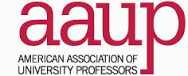 aaup
AMERICAN ASSOCIATION OF
UNIVERSITY PROFESSORS